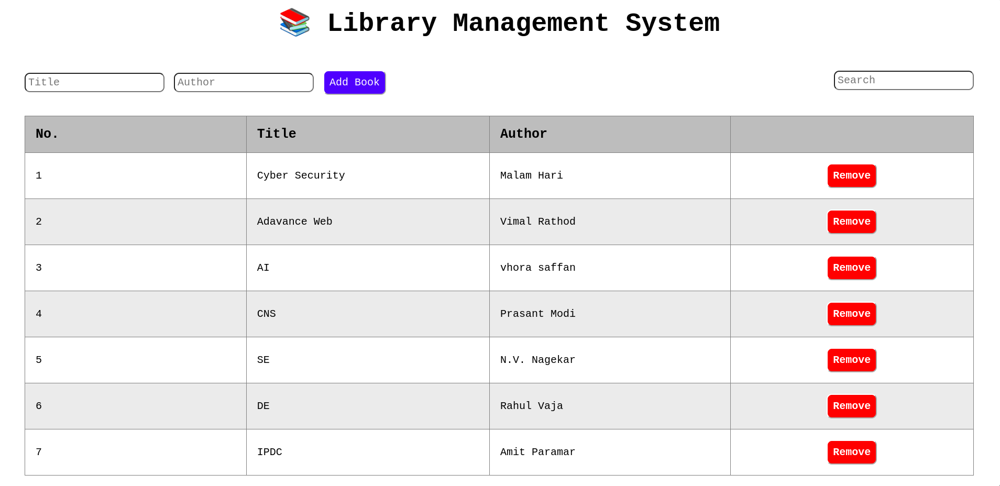 📚 Library Management System
Title Author Add Book Search
No. Title Author
1 Cyber Security Malam Hari Remove
2 Adavance Web Vimal Rathod Remove
3 AI vhora saffan Remove
4 CNS Prasant Modi Remove
5 SE N.V. Nagekar Remove
6 DE Rahul Vaja Remove
7 IPDC Amit Paramar Remove